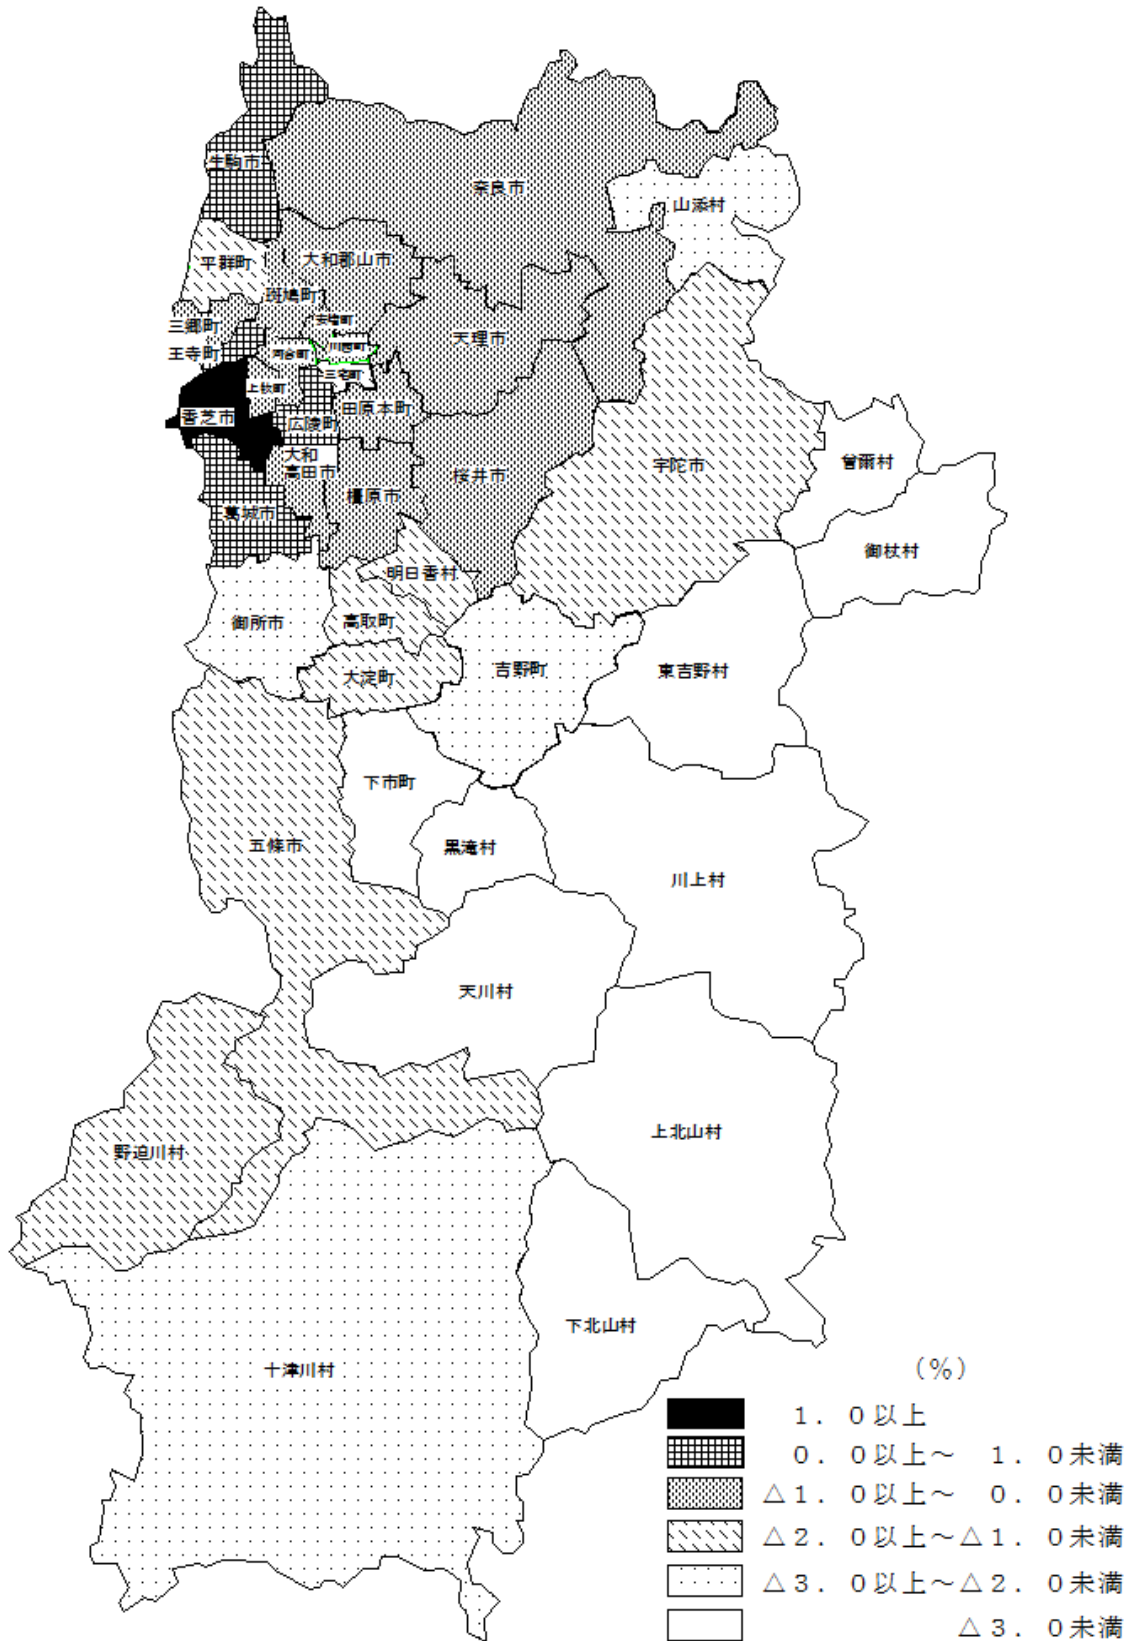 生駒市
奈良市
山添村
平群町
大和郡山市
斑鳩町
安堵町
三郷町
天理市
川西町
王寺町
河合町
三宅町
上牧町
田原本町
香芝市
広陵町
大和
高田市
宇陀市
曽爾村
桜井市
橿原市
葛城市
御杖村
明日香村
御所市
高取町
吉野町
東吉野村
大淀町
下市町
五條市
黒滝村
川上村
天川村
上北山村
野迫川村
下北山村
十津川村
(%)
1.0以上
0.0以上~ 1.0未満
△1.0以上~ 0.0未満
△2.0以上~△1.0未満
△3.0以上~△2.0未満
△3.0未満